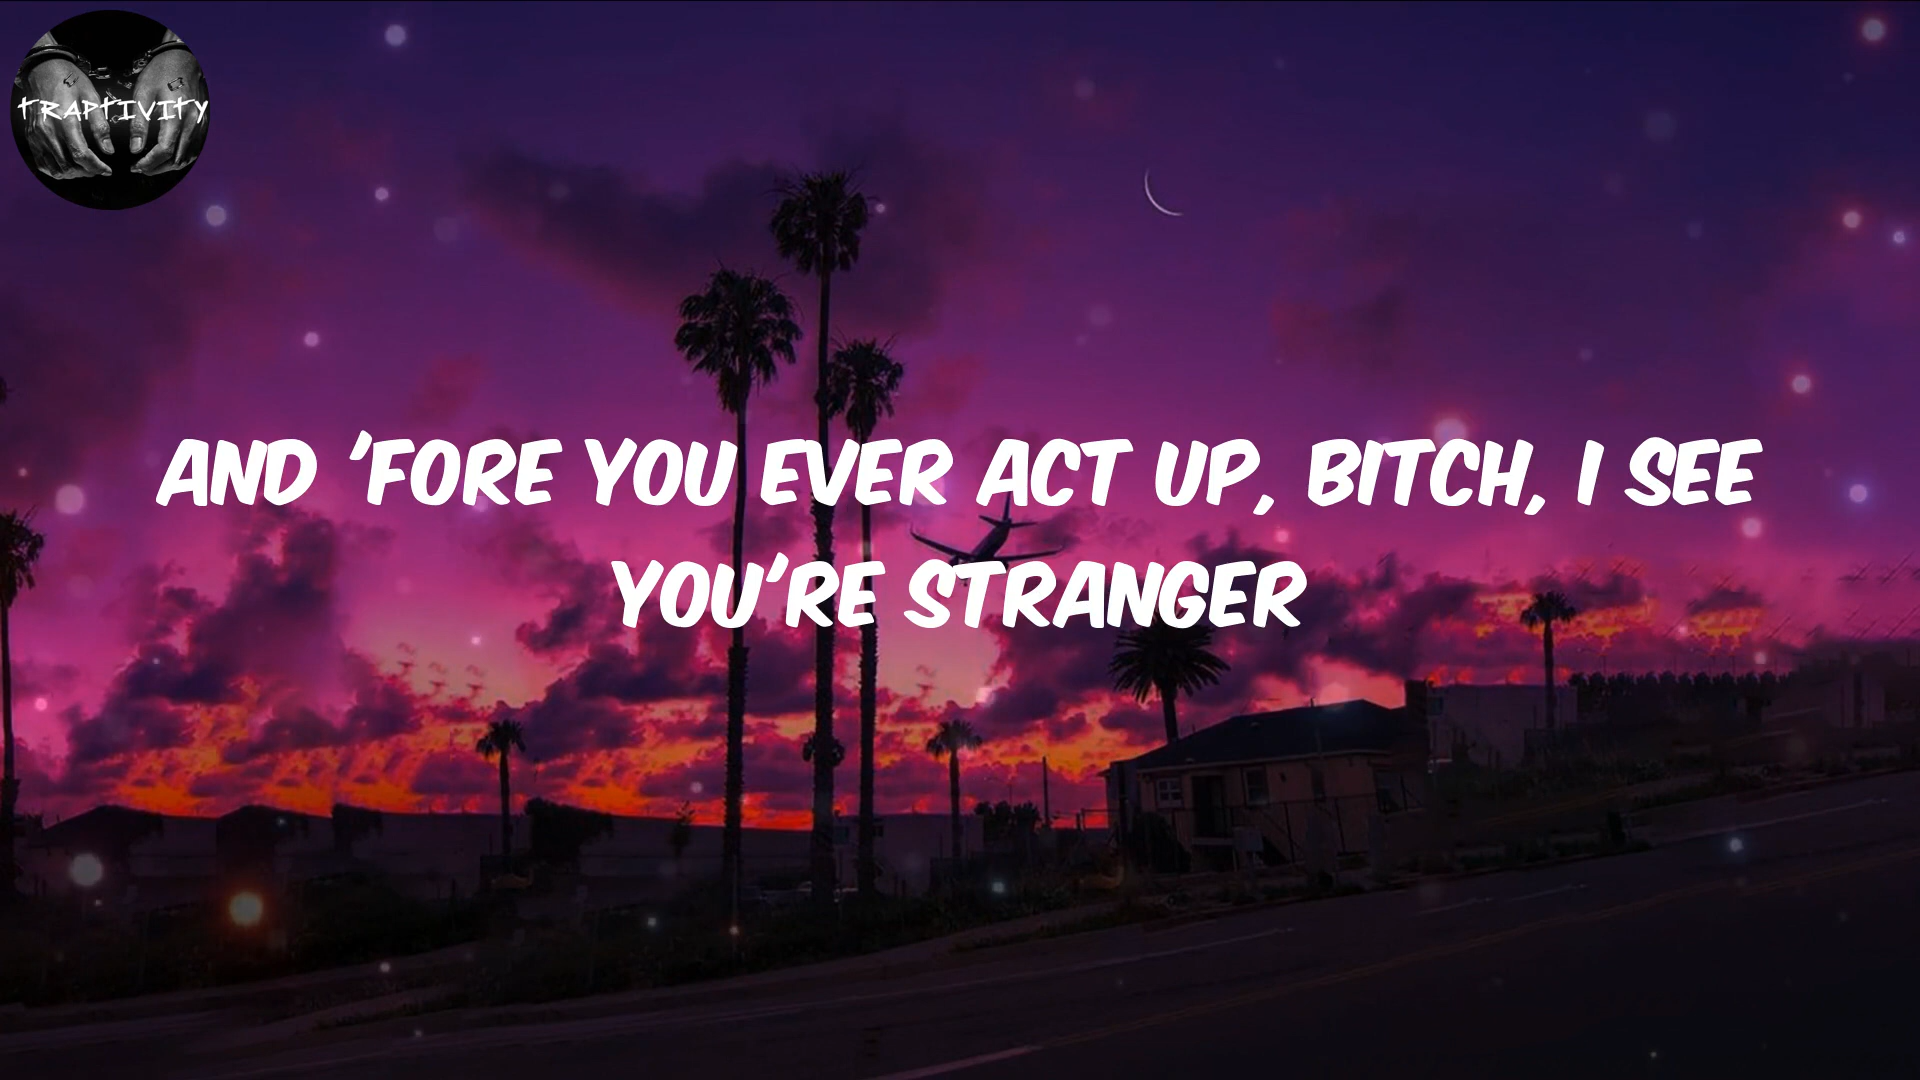 TRAPTIVITY
AND 'FORE YOU EVER ACT UP, BITCH, I SEE
YOU'RE STRANGER